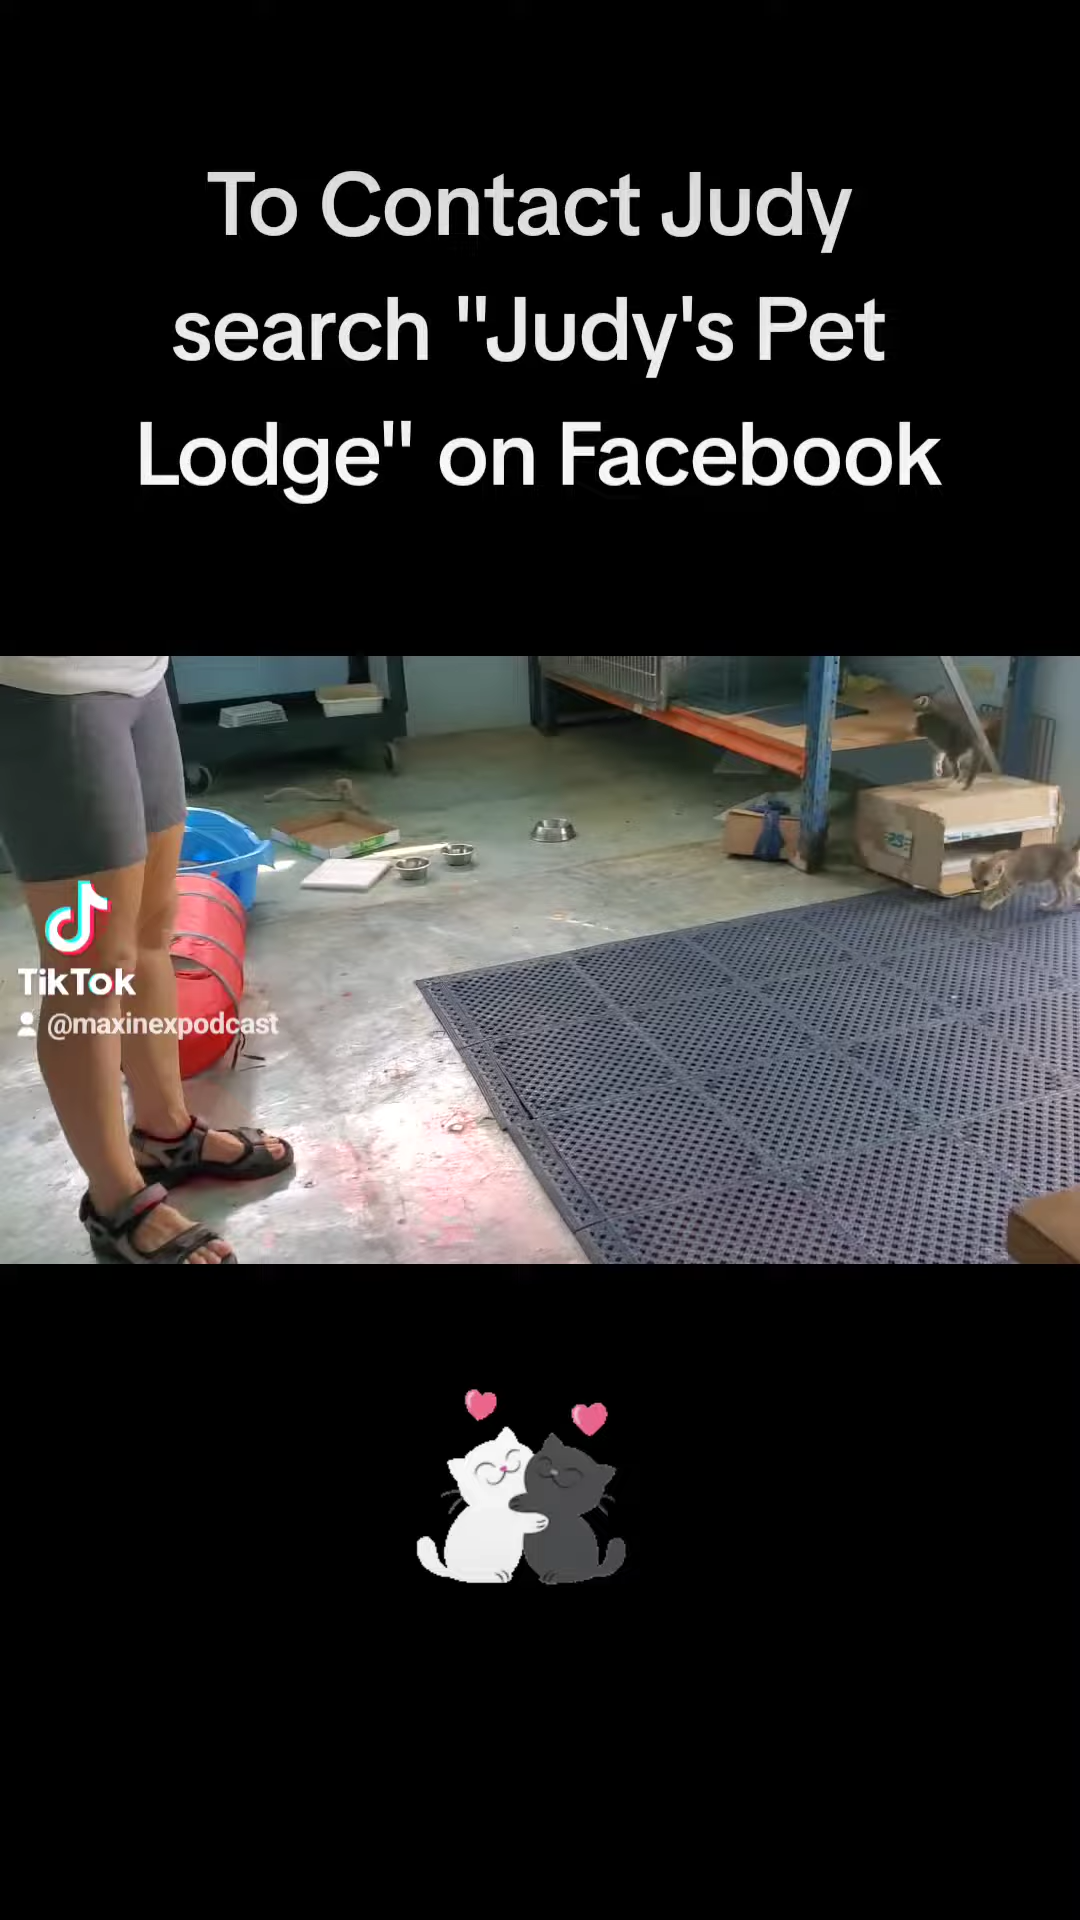 To Contact Judy
search "Judy's Pet
Lodge" on Facebook
TikTok
@maxinexpodcast